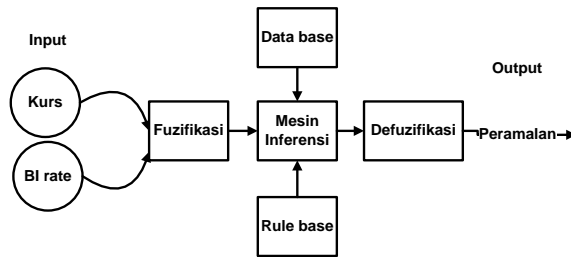 Input
Data base
Output
Kurs
Fuzifikasi
Mesin
Inferensi
Defuzifikasi
Peramalan
BI rate
Rule base